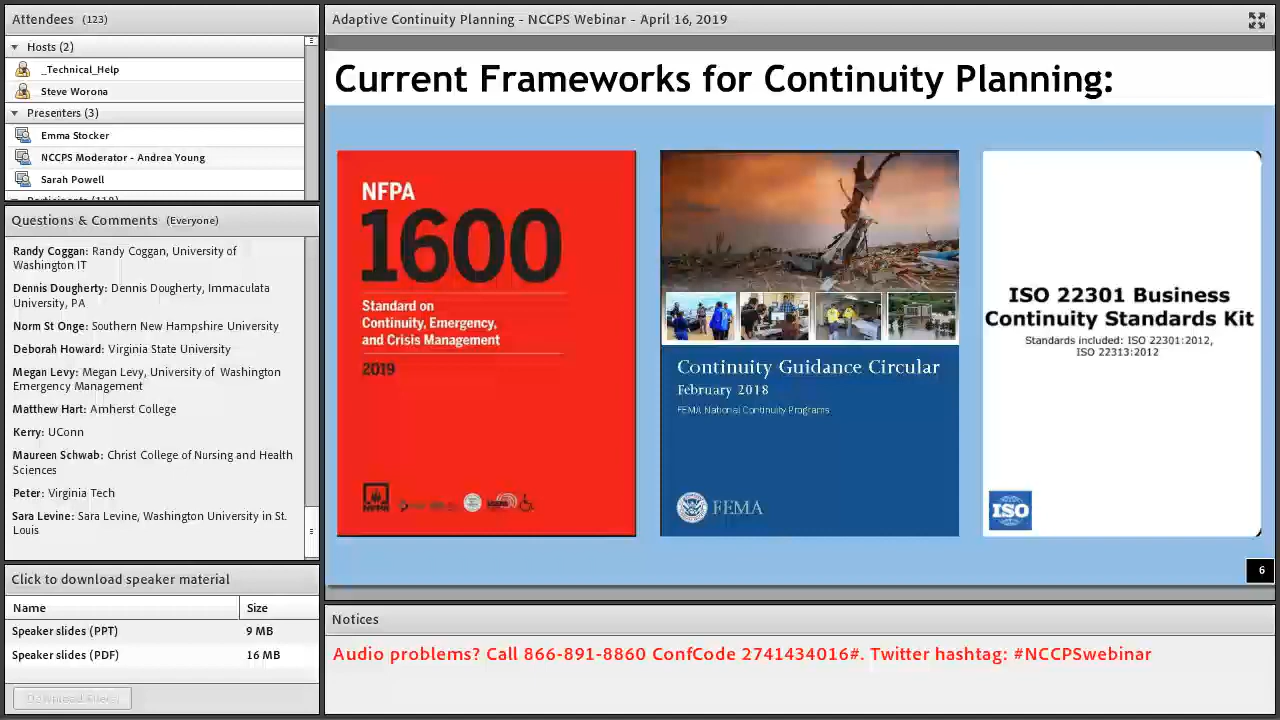 Attendees (123)
Hosts (2)
_Technical_Help
Steve Worona
Presenters (3)
Emma Stocker
NCCPS Moderator - Andrea Young
Sarah Powell
Questions & Comments (Everyone)
Randy Coggan: Randy Coggan, University of
Washington IT
Dennis Dougherty: Dennis Dougherty, Immaculata
University, PA
Norm St Onge: Southern New Hampshire University
Deborah Howard: Virginia State University
Megan Levy: Megan Levy, University of Washington
Emergency Management
Matthew Hart: Amherst College
Kerry: UConn
Maureen Schwab: Christ College of Nursing and Health
Sciences
Peter: Virginia Tech
Sara Levine: Sara Levine, Washington University in St.
Louis
Click to download speaker material
Name Size
Speaker slides (PPT) 9 MB
Speaker slides (PDF) 16 MB
Adaptive Continuity Planning - NCCPS Webinar - April 16, 2019
Current Frameworks for Continuity Planning:
NFPA
1600
Standard on
Continuity, Emergency,
and Crisis Management
2019
NFPA
Continuity Guidance Circular
February 2018
FEMA National Continuity Programs
FEMA
ISO 22301 Business
Continuity Standards Kit
Standards included: ISO 22301:2012,
ISO 22313:2012
ISO
6
Notices
Audio problems? Call 866-891-8860 ConfCode 2741434016#. Twitter hashtag: #NCCPSwebinar